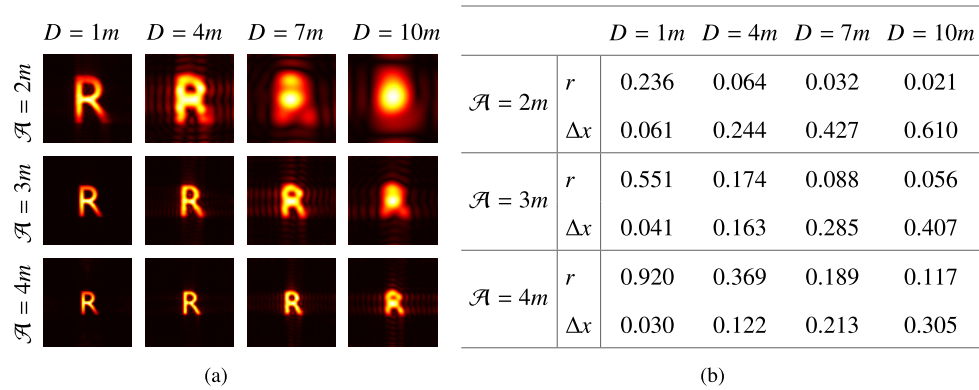 D = 1m D = 4m D = 7m D = 10m
𝒜 = 2m
R R R
𝒜 = 3m
R R R R
𝒜 = 4m
R R R R
(a)
D = 1m D = 4m D = 7m D = 10m
𝒜 = 2m r 0.236 0.064 0.032 0.021
Δx 0.061 0.244 0.427 0.610
𝒜 = 3m r 0.551 0.174 0.088 0.056
Δx 0.041 0.163 0.285 0.407
𝒜 = 4m r 0.920 0.369 0.189 0.117
Δx 0.030 0.122 0.213 0.305
(b)